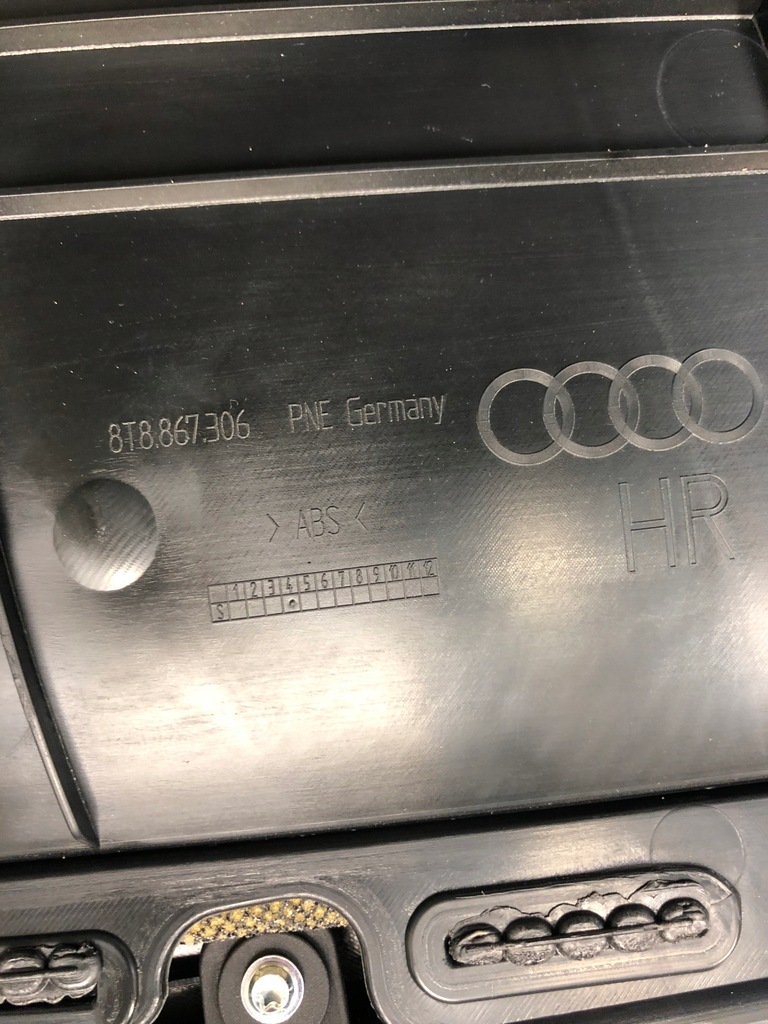 8T8.867.306 PNE Germany
HR
>ABS<
1 2 3 4 5 6 7 8 9 10 11 12
S